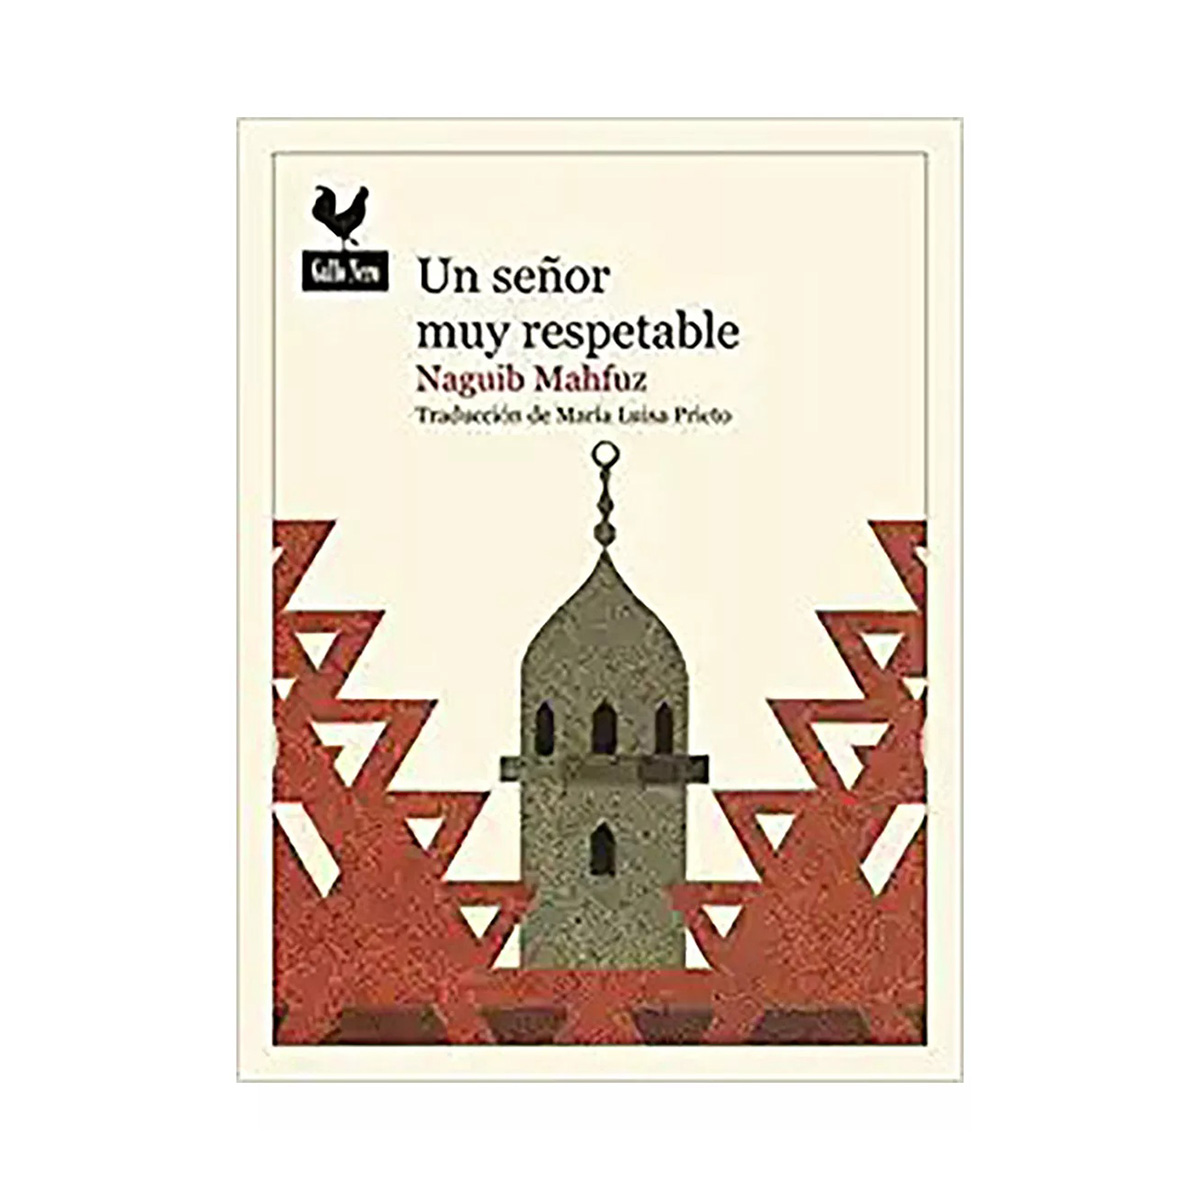 Gallo Nero
Un señor
muy respetable
Naguib Mahfuz
Traducción de María Luisa Prieto